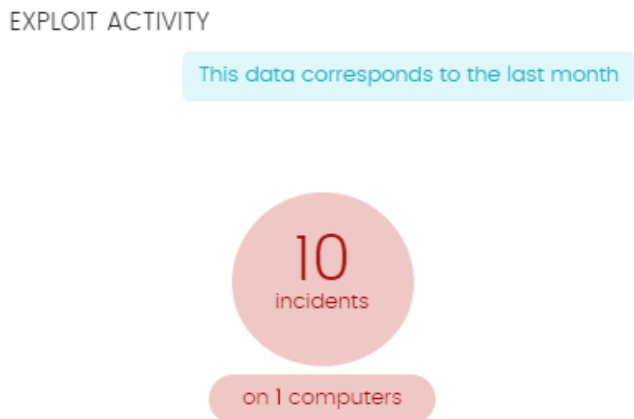 EXPLOIT ACTIVITY
This data corresponds to the last month
10
incidents
on 1 computers